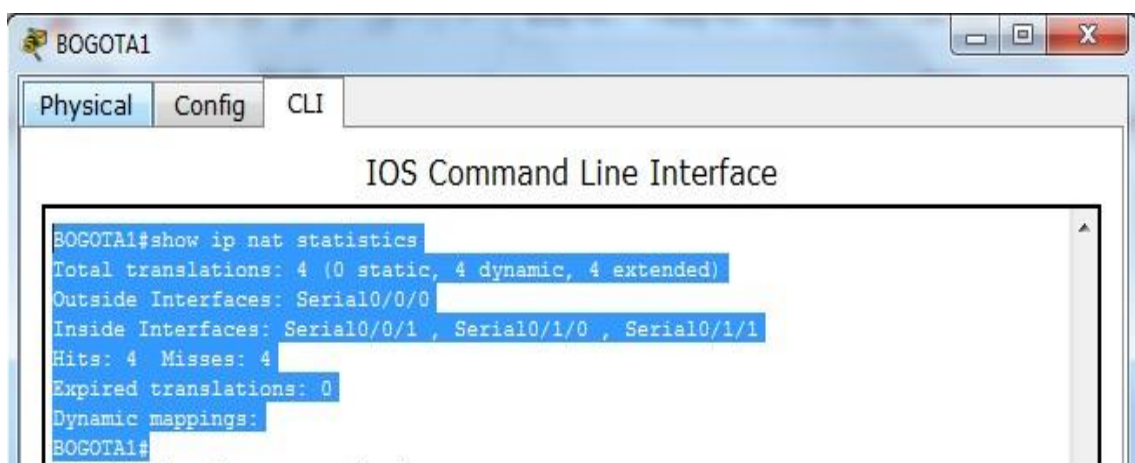 BOGOTA1
Physical Config CLI
IOS Command Line Interface
BOGOTA1#show ip nat statistics
Total translations: 4 (0 static, 4 dynamic, 4 extended)
Outside Interfaces: Serial0/0/0
Inside Interfaces: Serial0/0/1 , Serial0/1/0 , Serial0/1/1
Hits: 4 Misses: 4
Expired translations: 0
Dynamic mappings:
BOGOTA1#